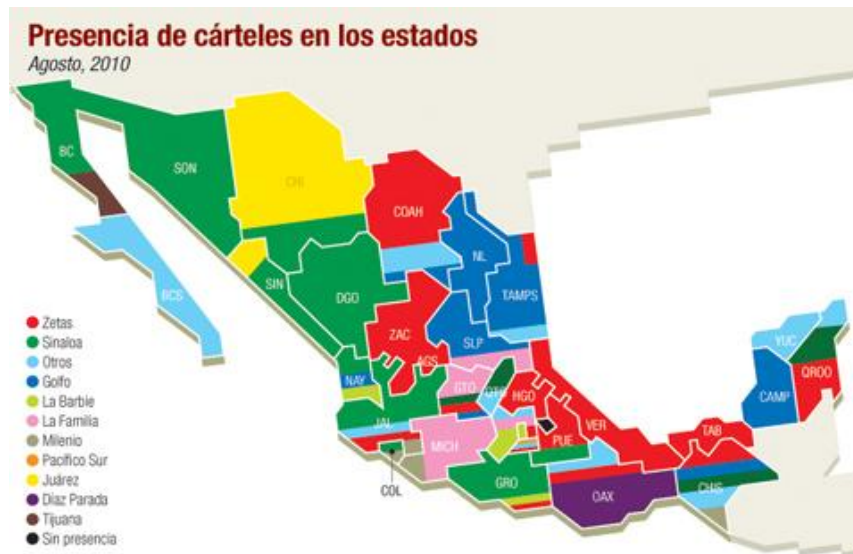 Presencia de cárteles en los estados
Agosto, 2010
BC
SON
CHI
COAH
NL
TAMPS
SIN
DGO
BCS
ZAC
SLP
AGS
NAY
GTO
QTO
HGO
JAL
MICH
PUE
VER
COL
GRO
OAX
TAB
CHIS
CAMP
YUC
QROO
Zetas
Sinaloa
Otros
Golfo
La Barbie
La Familia
Milenio
Pacífico Sur
Juárez
Díaz Parada
Tijuana
Sin presencia